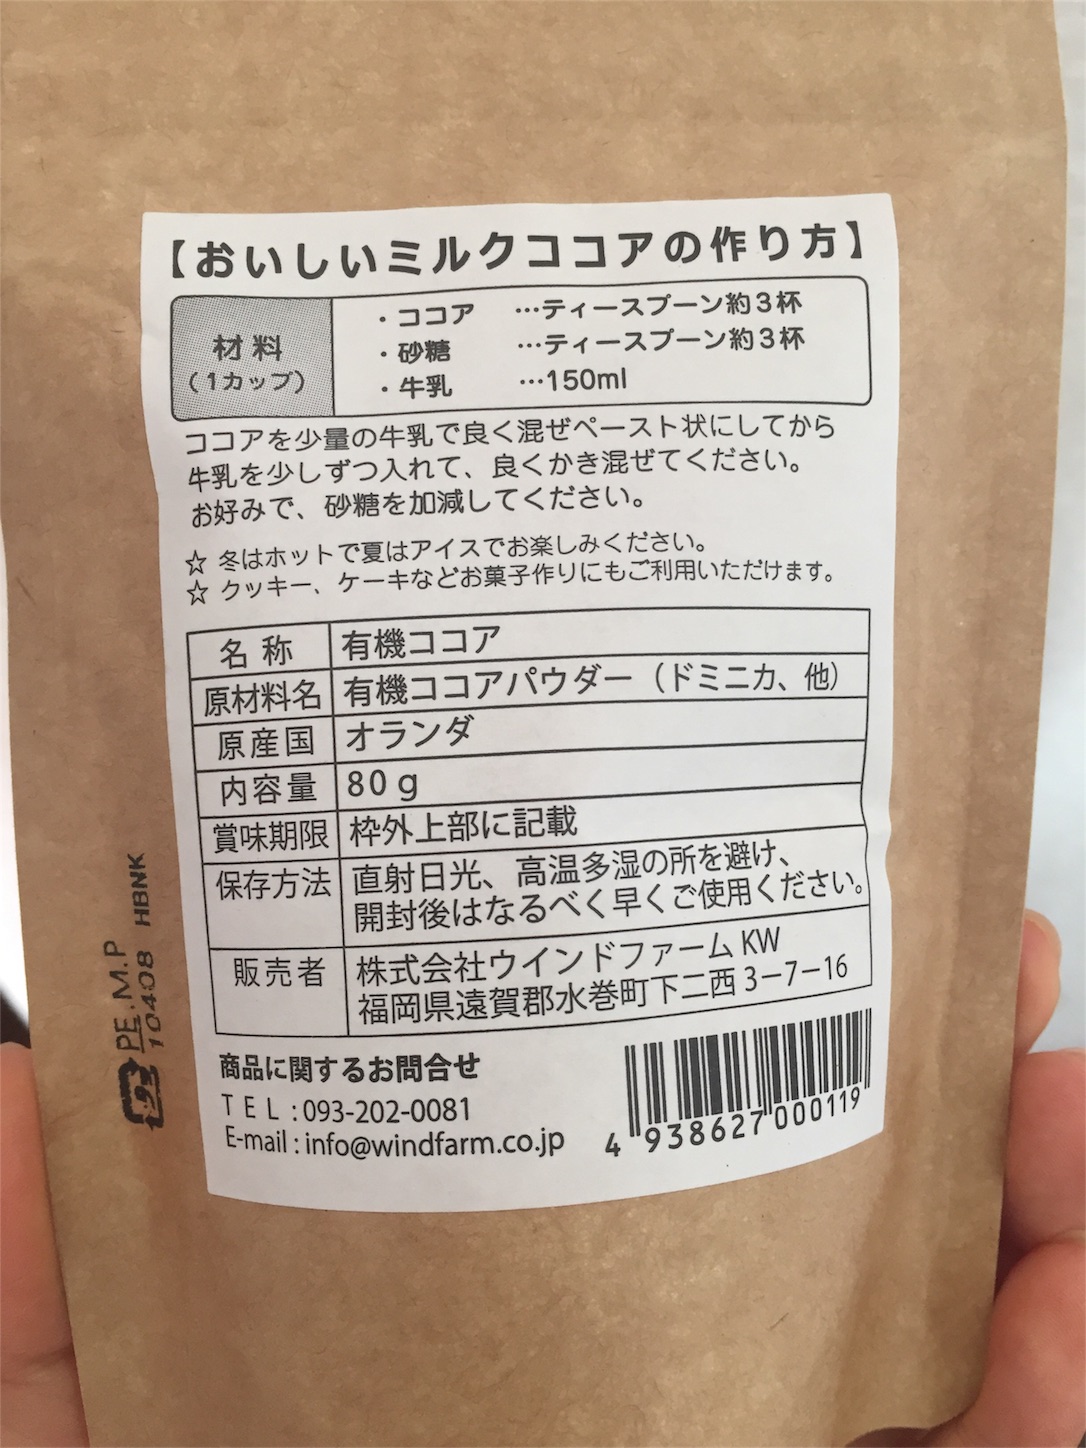 【おいしいミルクココアの作り方】
材料
（1カップ）
・ココア …ティースプーン約3杯
・砂糖 …ティースプーン約3杯
・牛乳 …150ml
ココアを少量の牛乳で良く混ぜペースト状にしてから
牛乳を少しずつ入れて、良くかき混ぜてください。
お好みで、砂糖を加減してください。
☆ 冬はホットで夏はアイスでお楽しみください。
☆ クッキー、ケーキなどお菓子作りにもご利用いただけます。
名 称 有機ココア
原材料名 有機ココアパウダー（ドミニカ、他）
原産国 オランダ
内容量 80 g
賞味期限 枠外上部に記載
保存方法 直射日光、高温多湿の所を避け、
開封後はなるべく早くご使用ください。
販売者 株式会社ウインドファーム KW
福岡県遠賀郡水巻町下二西 3-7-16
商品に関するお問合せ
TEL : 093-202-0081
E-mail : info@windfarm.co.jp
4 938627 000119
PE.M.P
10408 HBNK